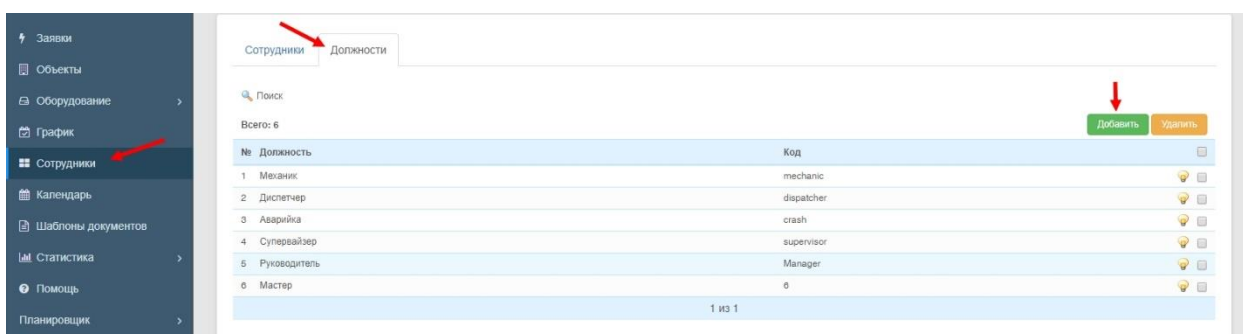 Заявки
Объекты
Оборудование
График
Сотрудники
Календарь
Шаблоны документов
Статистика
Помощь
Планировщик
Сотрудники Должности
Поиск
Всего: 6
Добавить Удалить
№ Должность Код
1 Механик mechanic
2 Диспетчер dispatcher
3 Аварийка crash
4 Супервайзер supervisor
5 Руководитель Manager
6 Мастер 6
1 из 1